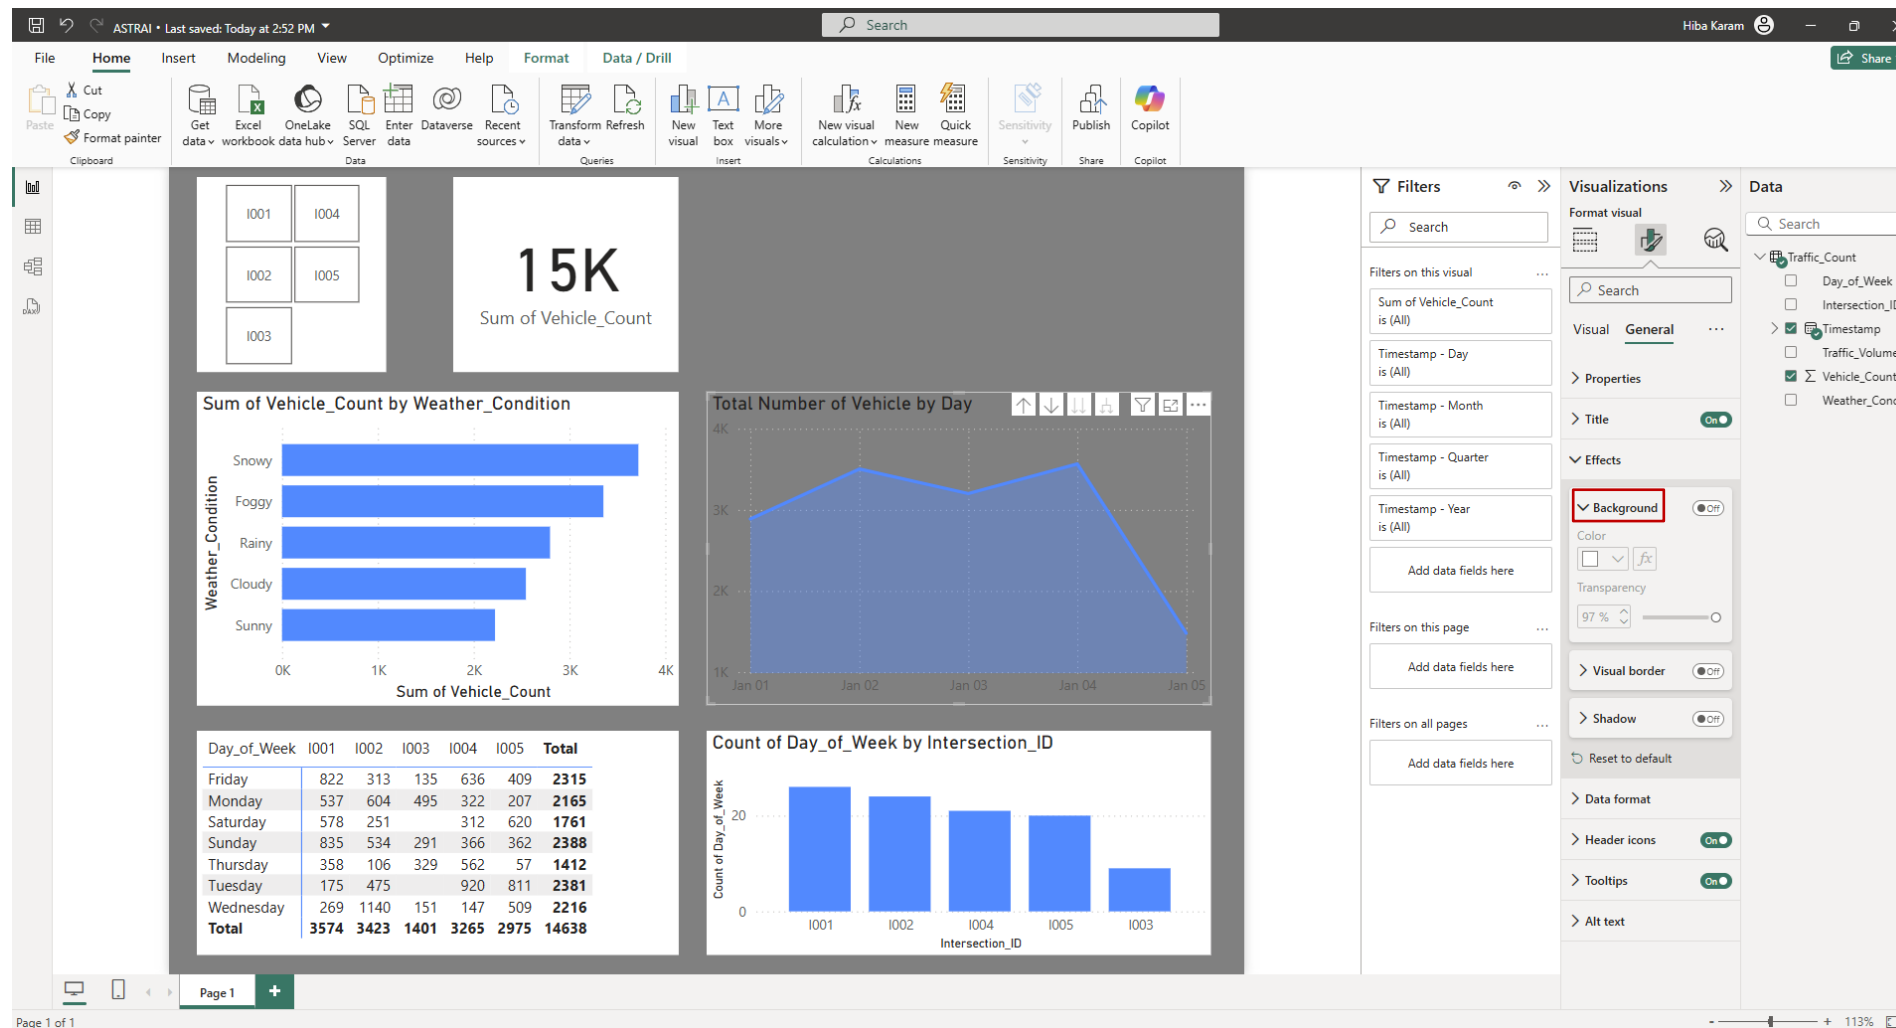 ASTRAI • Last saved: Today at 2:52 PM
Search
Hiba Karam
File Home Insert Modeling View Optimize Help Format Data / Drill
Share
Paste
Cut
Copy
Format painter
Clipboard
Get data
Excel workbook
OneLake data hub
SQL Server
Enter data
Dataverse
Recent sources
Data
Transform data
Refresh
Queries
New visual
Text box
More visuals
Insert
New visual calculation
New measure
Quick measure
Calculations
Sensitivity
Sensitivity
Publish
Share
Copilot
Copilot
I001 I004
I002 I005
I003
15K
Sum of Vehicle_Count
Sum of Vehicle_Count by Weather_Condition
Weather_Condition
Snowy
Foggy
Rainy
Cloudy
Sunny
0K 1K 2K 3K 4K
Sum of Vehicle_Count
Total Number of Vehicle by Day
4K
3K
2K
1K
Jan 01 Jan 02 Jan 03 Jan 04 Jan 05
Day_of_Week I001 I002 I003 I004 I005 Total
Friday 822 313 135 636 409 2315
Monday 537 604 495 322 207 2165
Saturday 578 251 312 620 1761
Sunday 835 534 291 366 362 2388
Thursday 358 106 329 562 57 1412
Tuesday 175 475 920 811 2381
Wednesday 269 1140 151 147 509 2216
Total 3574 3423 1401 3265 2975 14638
Count of Day_of_Week by Intersection_ID
Count of Day_of_Week
20
0
I001 I002 I004 I005 I003
Intersection_ID
Filters
Search
Filters on this visual ...
Sum of Vehicle_Count
is (All)
Timestamp - Day
is (All)
Timestamp - Month
is (All)
Timestamp - Quarter
is (All)
Timestamp - Year
is (All)
Add data fields here
Filters on this page ...
Add data fields here
Filters on all pages ...
Add data fields here
Visualizations
Format visual
Search
Visual General ...
Properties
Title On
Effects
Background Off
Color
fx
Transparency
97 %
Visual border Off
Shadow Off
Reset to default
Data format
Header icons On
Tooltips On
Alt text
Data
Search
Traffic_Count
Day_of_Week
Intersection_ID
Timestamp
Traffic_Volume
Σ Vehicle_Count
Weather_Cond
Page 1 +
Page 1 of 1
- + 113%